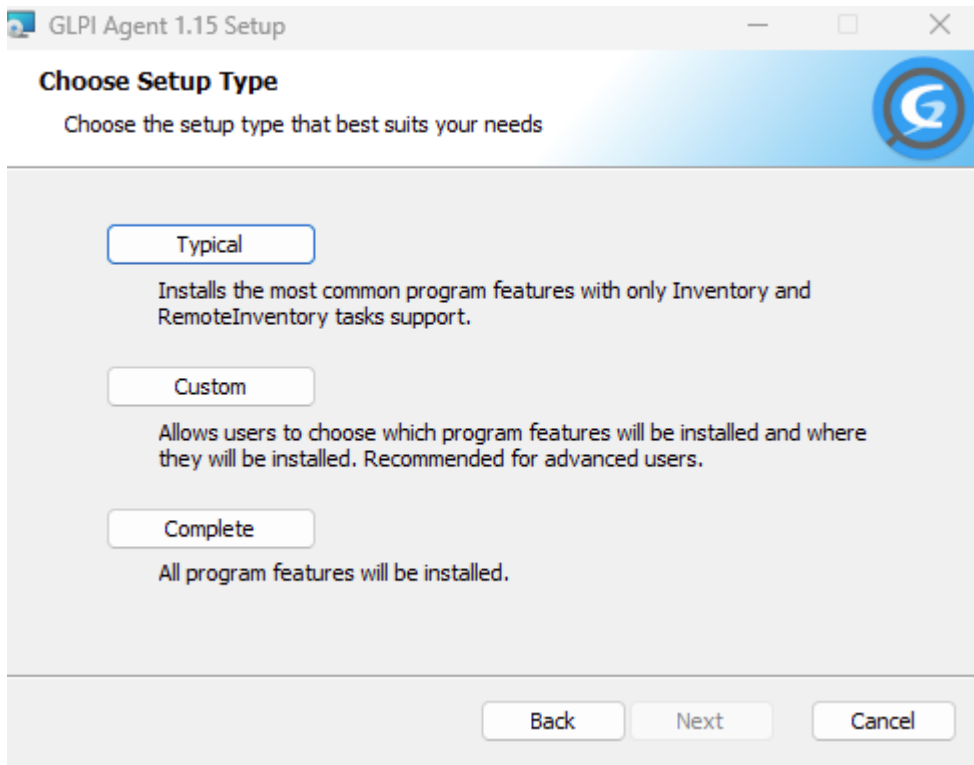 GLPI Agent 1.15 Setup
Choose Setup Type
Choose the setup type that best suits your needs
Typical
Installs the most common program features with only Inventory and
RemoteInventory tasks support.
Custom
Allows users to choose which program features will be installed and where
they will be installed. Recommended for advanced users.
Complete
All program features will be installed.
Back Next Cancel